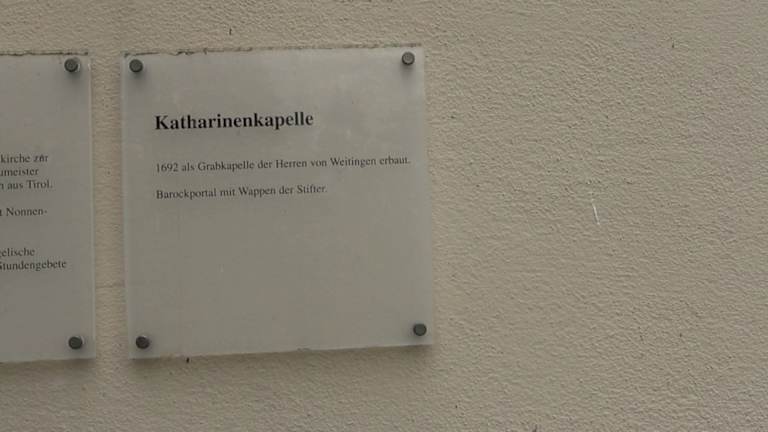 kirche zur
umeister
n aus Tirol.
t Nonnen-
gelische
Stundengebete
Katharinenkapelle
1692 als Grabkapelle der Herren von Weitingen erbaut.
Barockportal mit Wappen der Stifter.